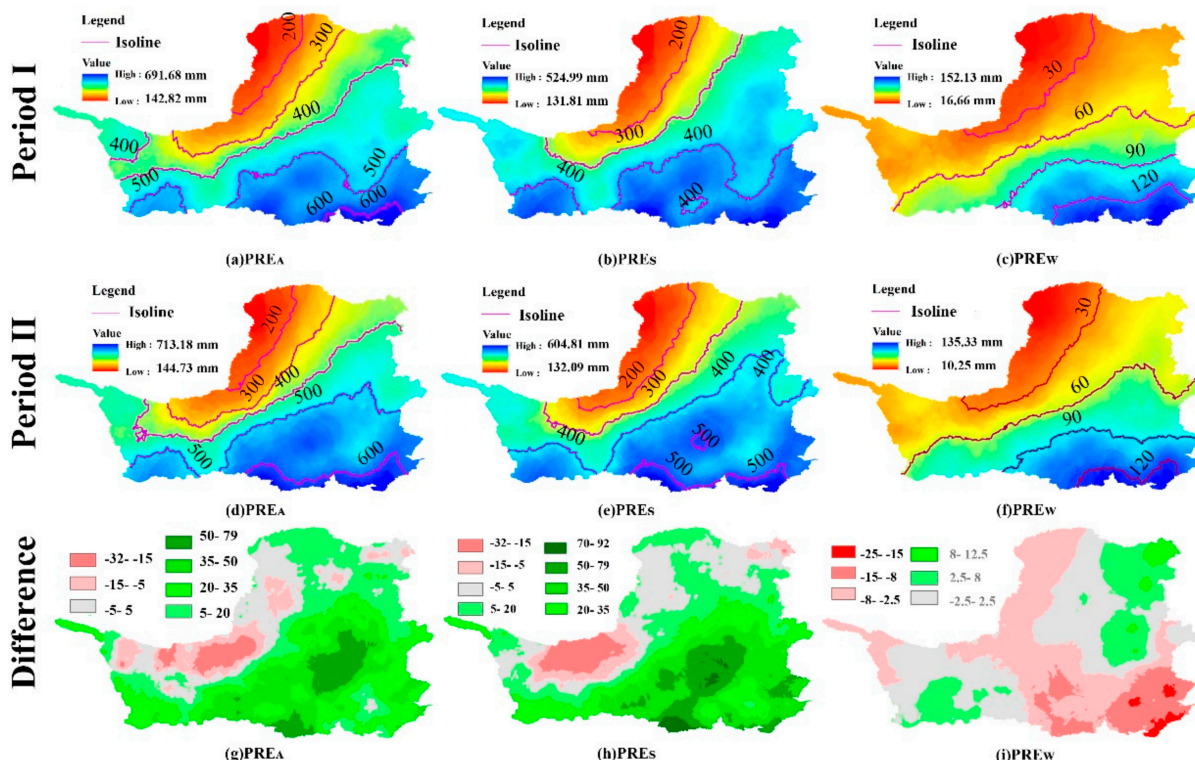 Period I
Legend
Isoline
Value
High : 691.68 mm
Low : 142.82 mm
200
300
400
400
500
500
600
600
(a)PREA
Legend
Isoline
Value
High : 524.99 mm
Low : 131.81 mm
200
300
400
400
400
(b)PRES
Legend
Isoline
Value
High : 152.13 mm
Low : 16,66 mm
30
60
90
120
(c)PREW
Period II
Legend
Isoline
Value
High : 713.18 mm
Low : 144.73 mm
200
300
400
500
500
600
(d)PREA
Legend
Isoline
Value
High : 604.81 mm
Low : 132.09 mm
200
300
400
400
400
500
500
500
(e)PRES
Legend
Isoline
Value
High : 135,33 mm
Low : 10,25 mm
30
60
90
120
(f)PREW
Difference
-32- -15
-15- -5
-5- 5
50- 79
35- 50
20- 35
5- 20
(g)PREA
-32- -15
-15- -5
-5- 5
5- 20
70- 92
50- 79
35- 50
20- 35
(h)PRES
-25- -15
-15- -8
-8- -2.5
8- 12.5
2.5- 8
-2.5- 2.5
(i)PREW